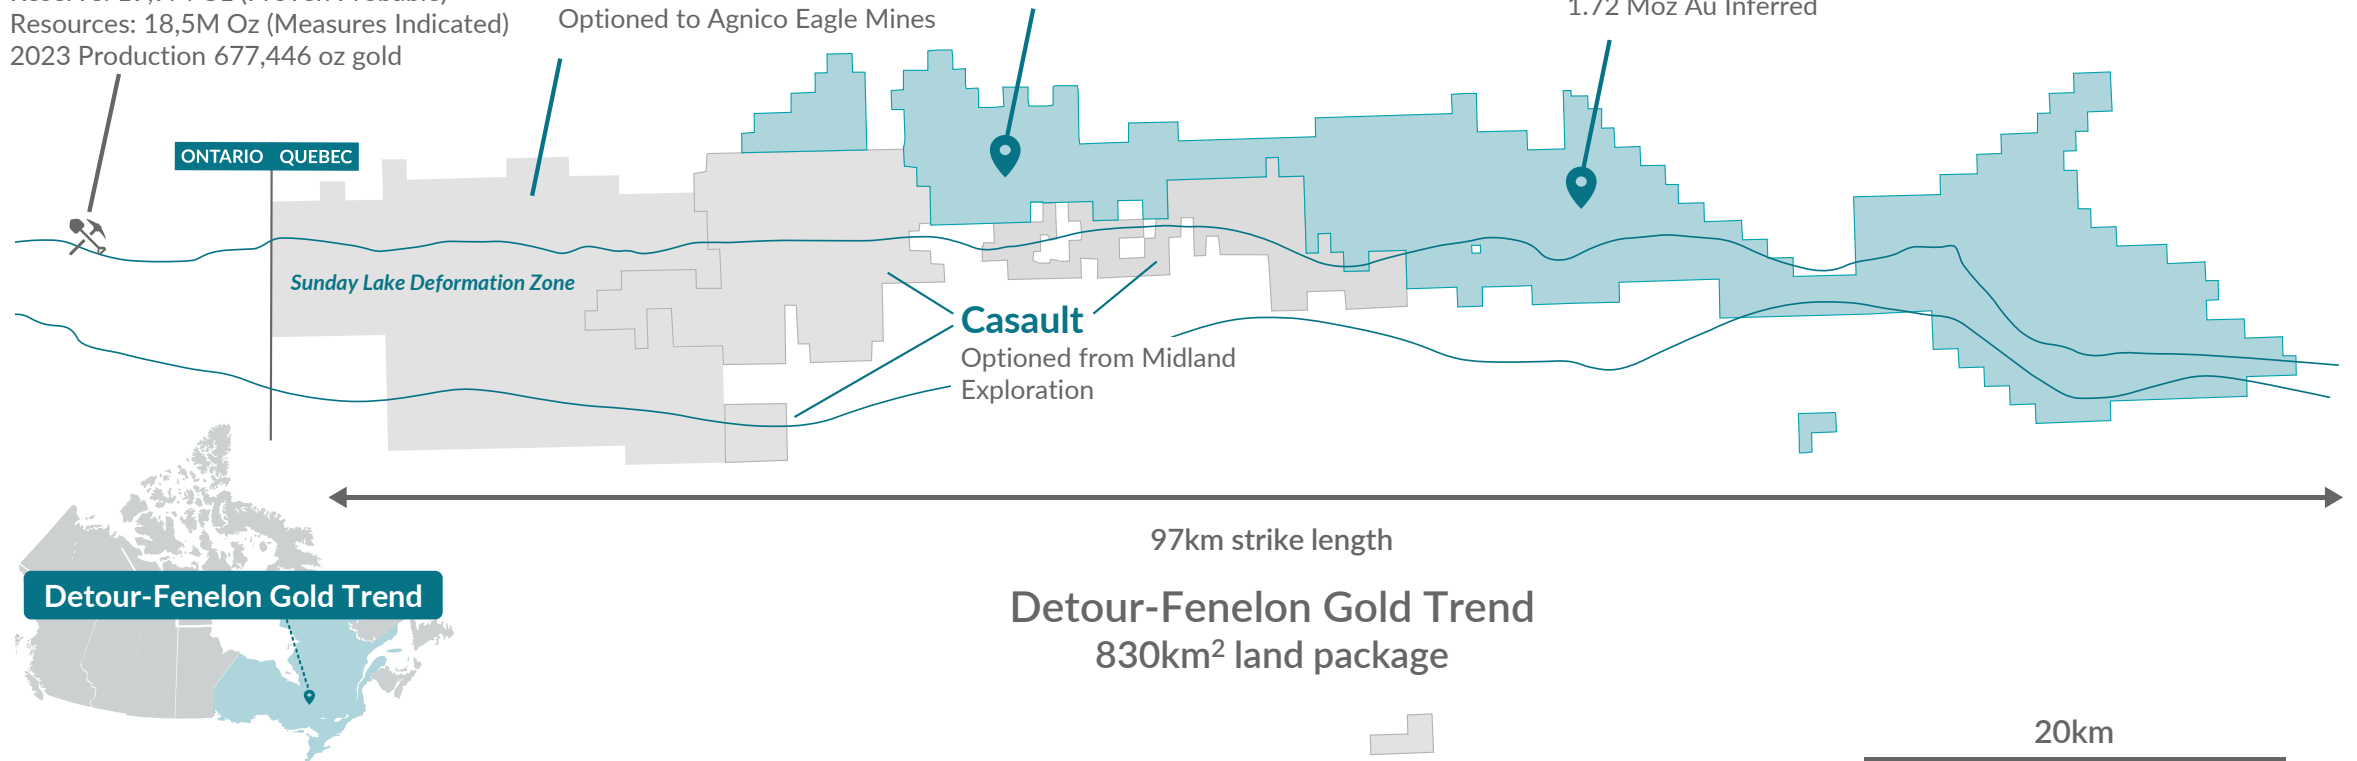 Resources: 18,5M Oz (Measures Indicated)
2023 Production 677,446 oz gold
Optioned to Agnico Eagle Mines
1.72 Moz Au Inferred
ONTARIO QUEBEC
Sunday Lake Deformation Zone
Casault
Optioned from Midland
Exploration
97km strike length
Detour-Fenelon Gold Trend
Detour-Fenelon Gold Trend
830km² land package
20km